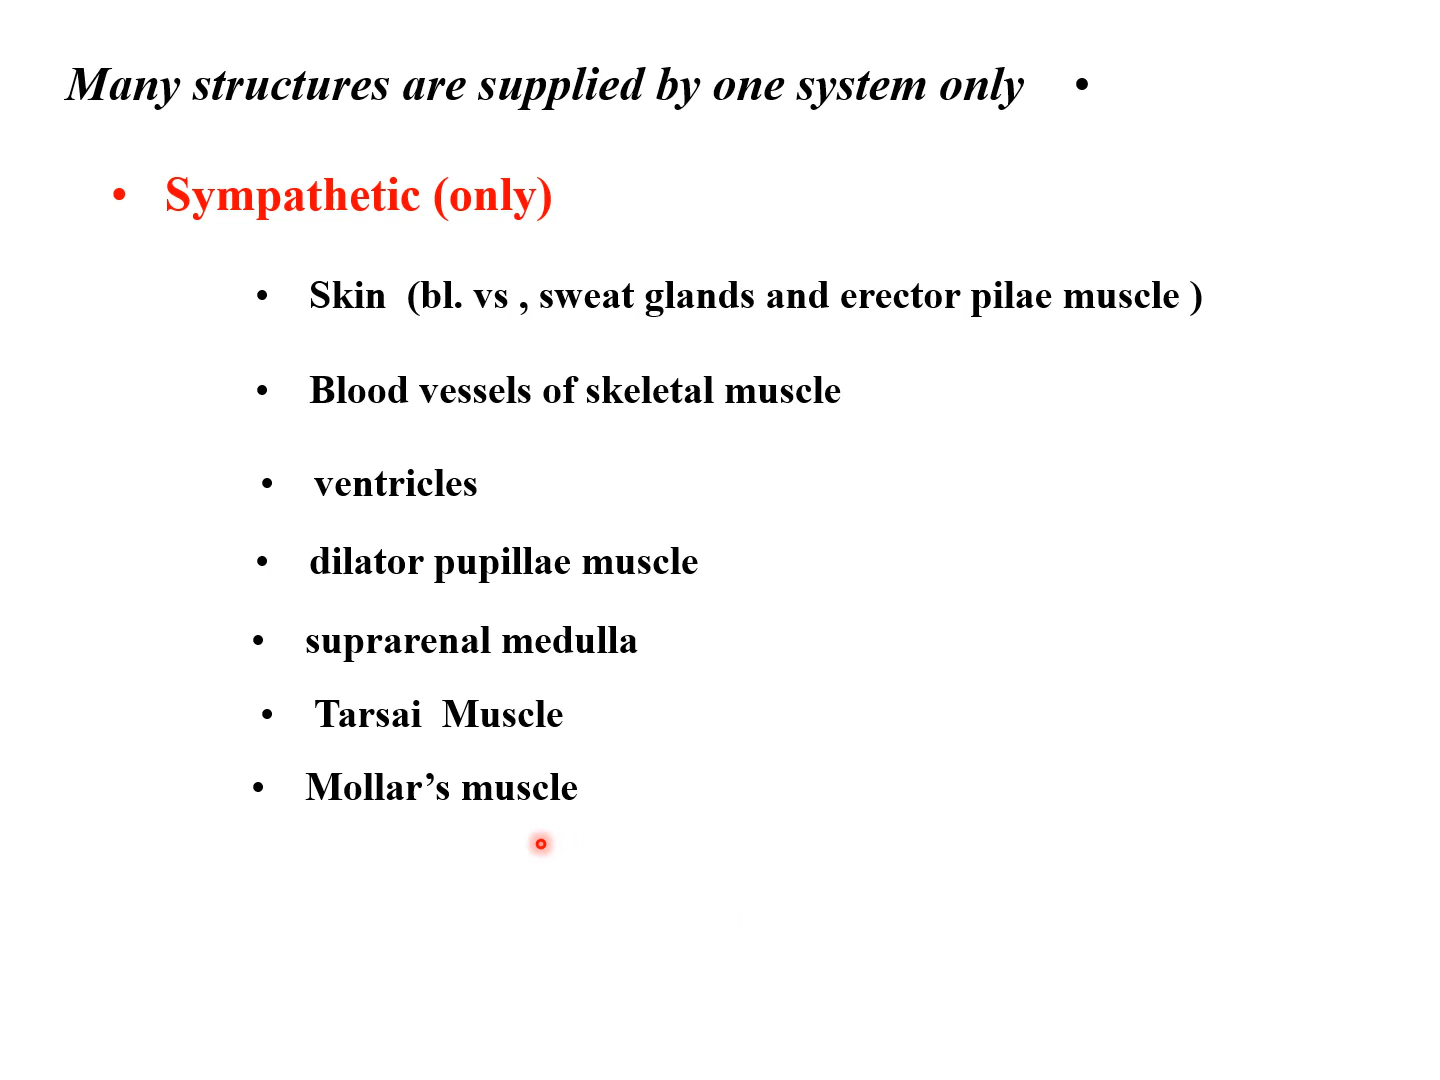 Many structures are supplied by one system only •
• Sympathetic (only)
• Skin (bl. vs , sweat glands and erector pilae muscle )
• Blood vessels of skeletal muscle
• ventricles
• dilator pupillae muscle
• suprarenal medulla
• Tarsai Muscle
• Mollar’s muscle